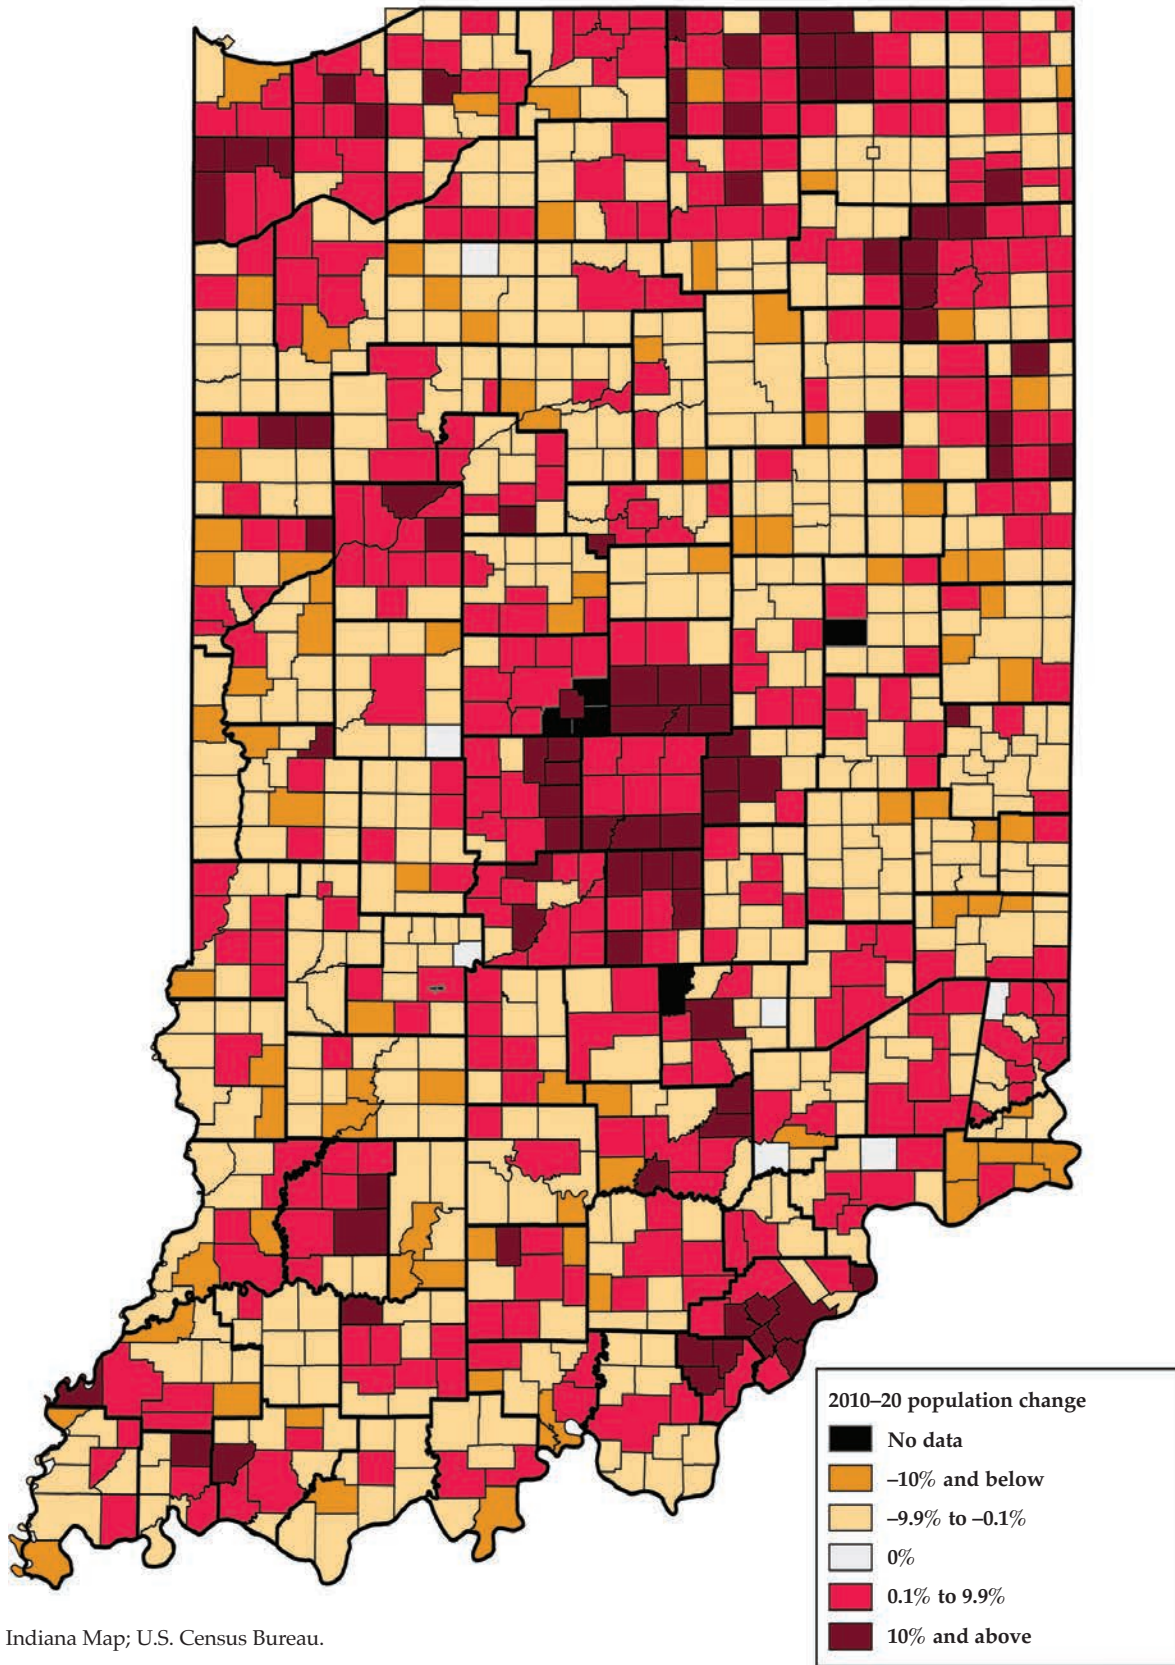 2010–20 population change
No data
–10% and below
–9.9% to –0.1%
0%
0.1% to 9.9%
10% and above
Indiana Map; U.S. Census Bureau.